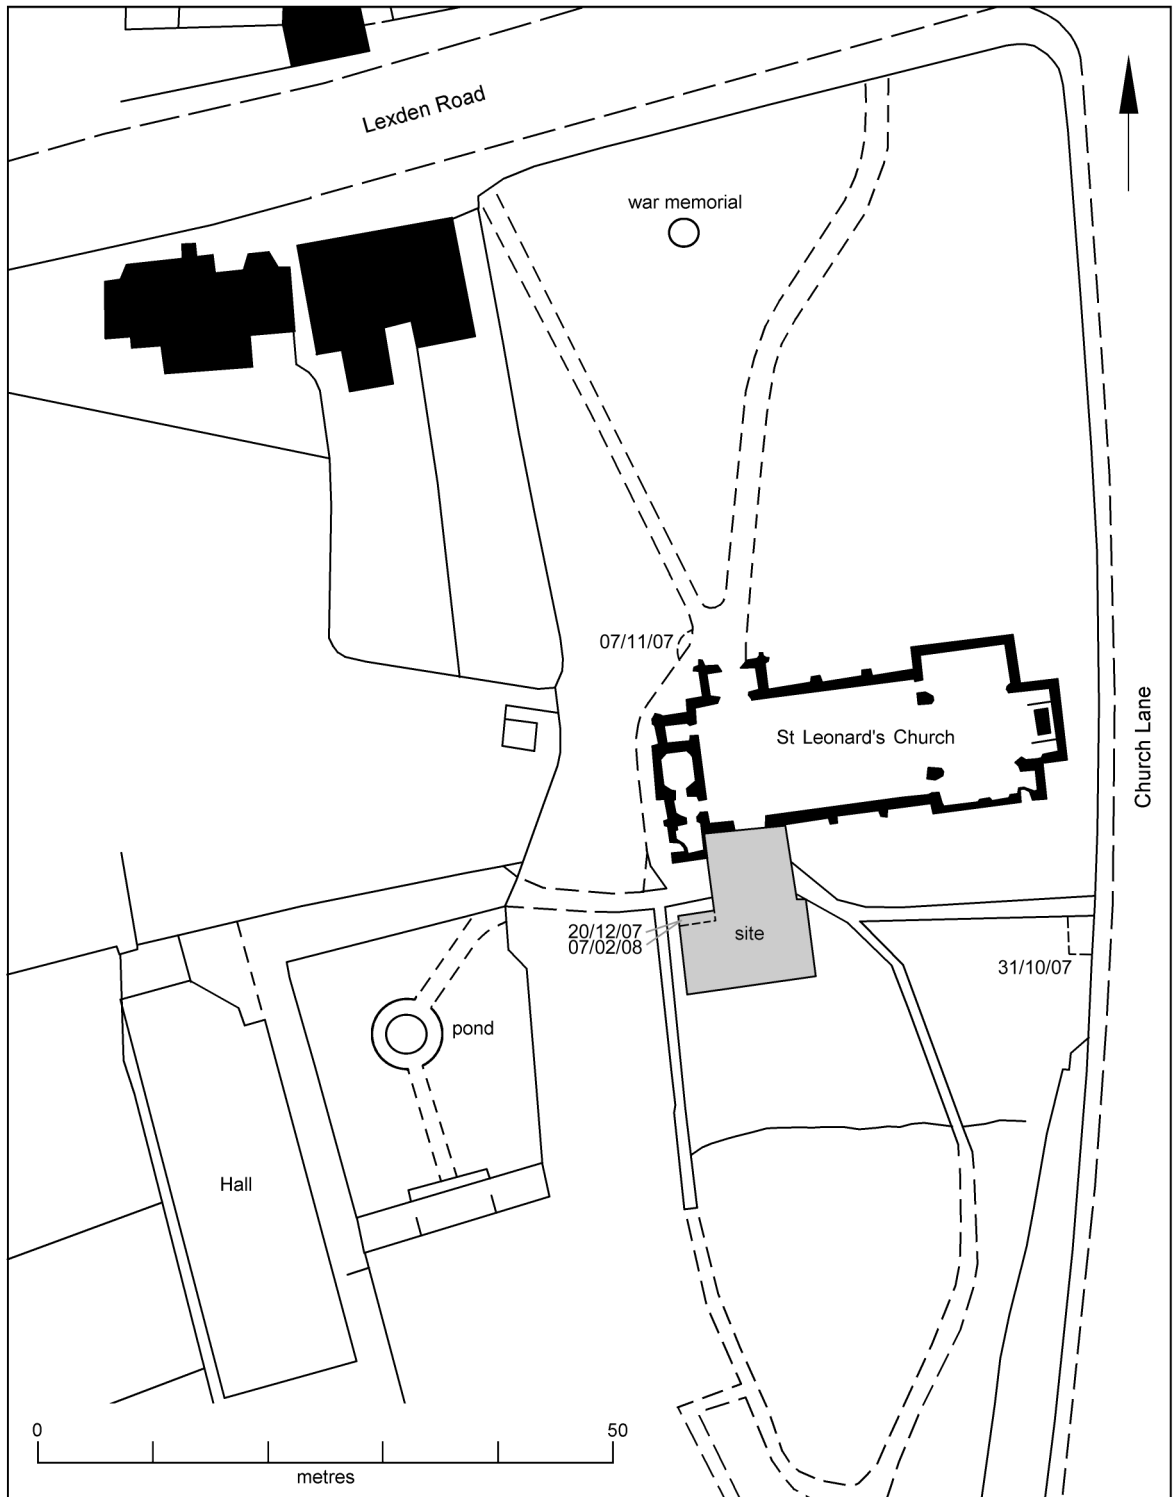 Lexden Road
war memorial
07/11/07
St Leonard's Church
Church Lane
20/12/07
07/02/08
site
31/10/07
pond
Hall
0
50
metres